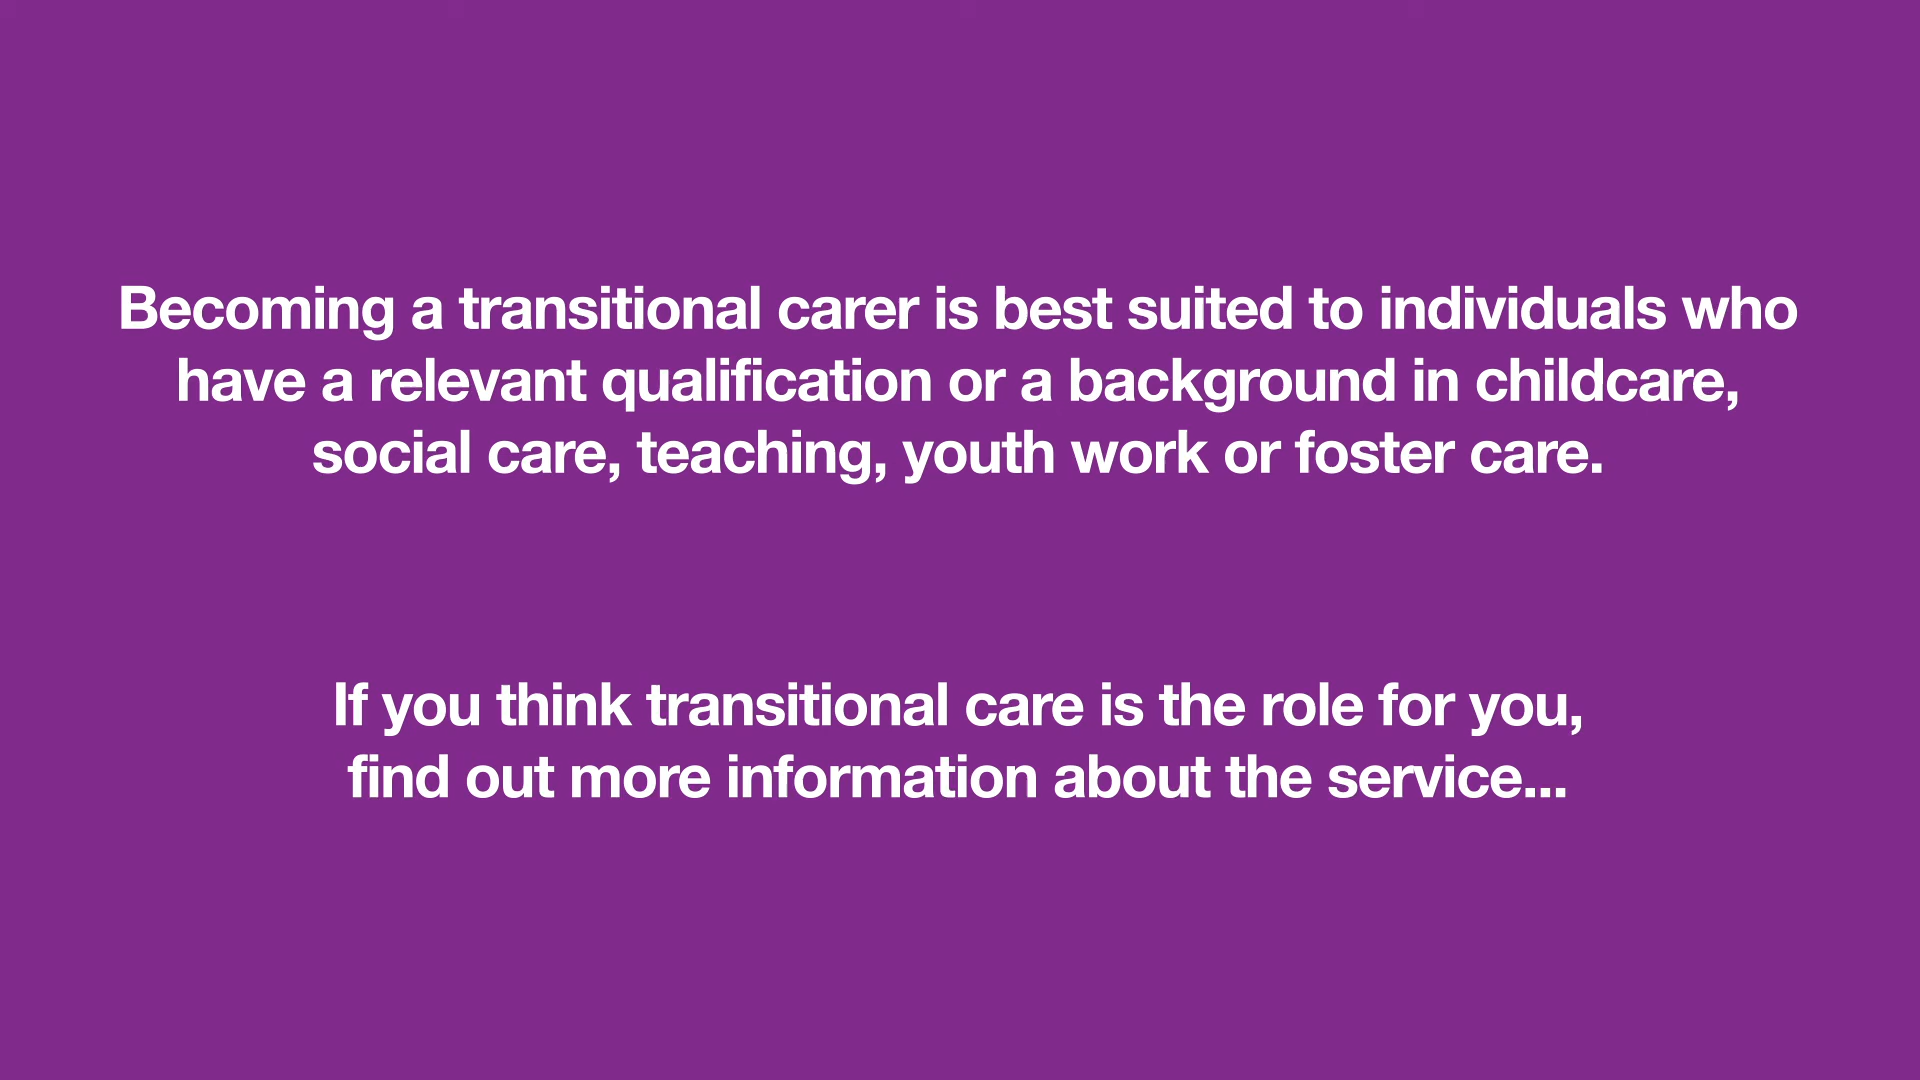 Becoming a transitional carer is best suited to individuals who
have a relevant qualification or a background in childcare,
social care, teaching, youth work or foster care.
If you think transitional care is the role for you,
find out more information about the service...